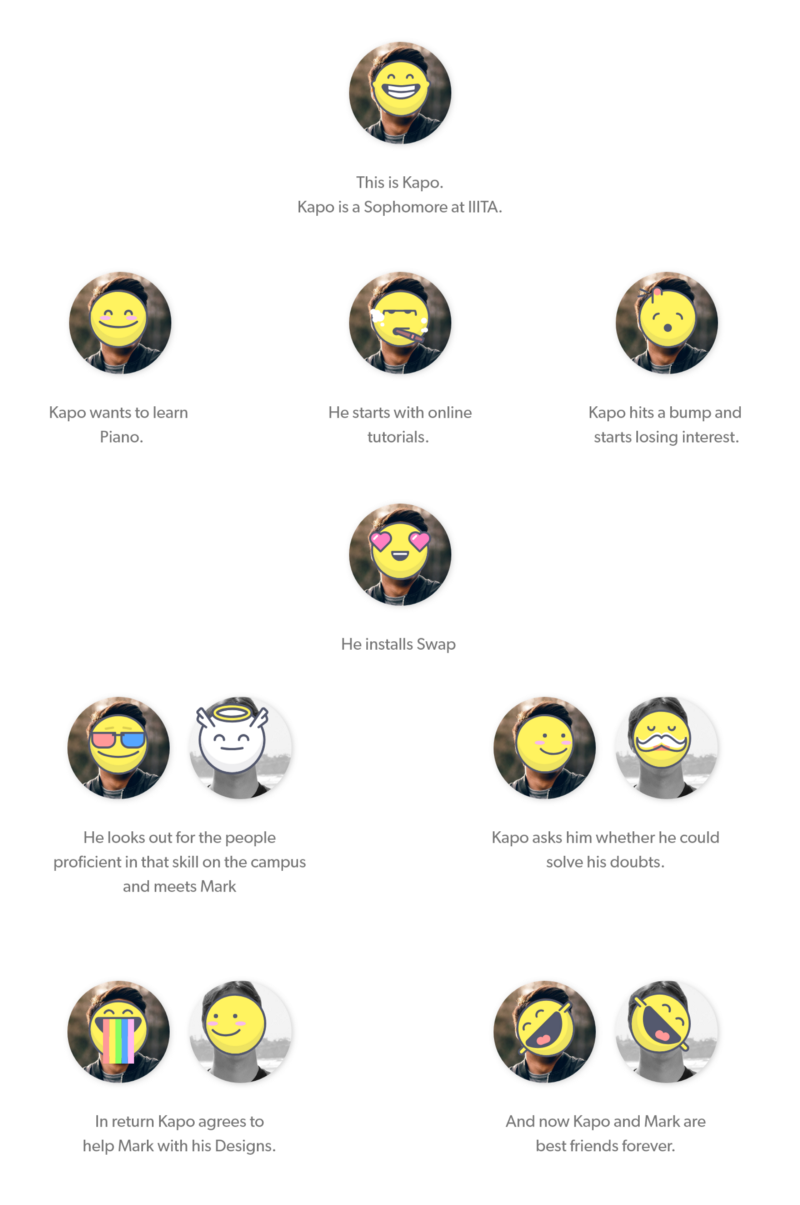 This is Kapo.
Kapo is a Sophomore at IIITA.
Kapo wants to learn
Piano.
He starts with online
tutorials.
Kapo hits a bump and
starts losing interest.
He installs Swap
He looks out for the people
proficient in that skill on the campus
and meets Mark
Kapo asks him whether he could
solve his doubts.
In return Kapo agrees to
help Mark with his Designs.
And now Kapo and Mark are
best friends forever.